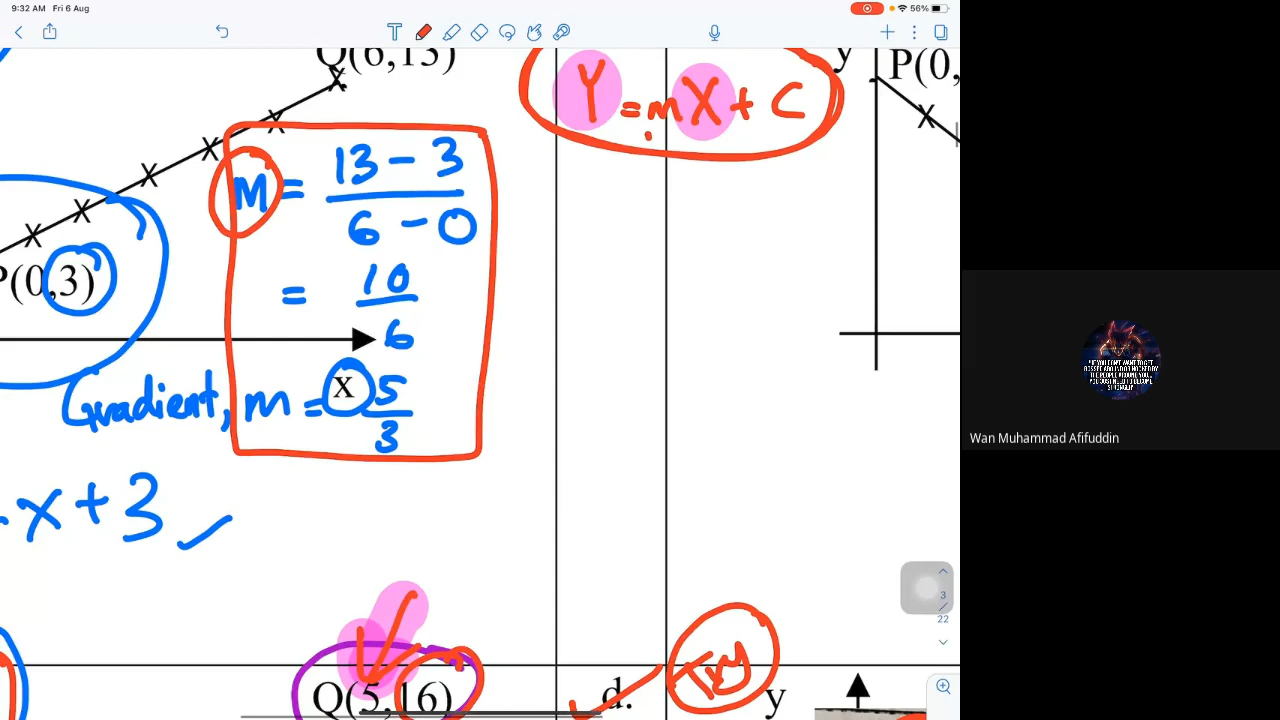 9:32 AM Fri 6 Aug
56%
Q(6,13)
Y = mX + C
y
P(0,
M = 13 - 3
6 - 0
= 10
6
P(0,3)
Gradient, m = 5
3
x
x + 3
3
22
Q(5,16)
d.
Try
y
T
Wan Muhammad Afifuddin